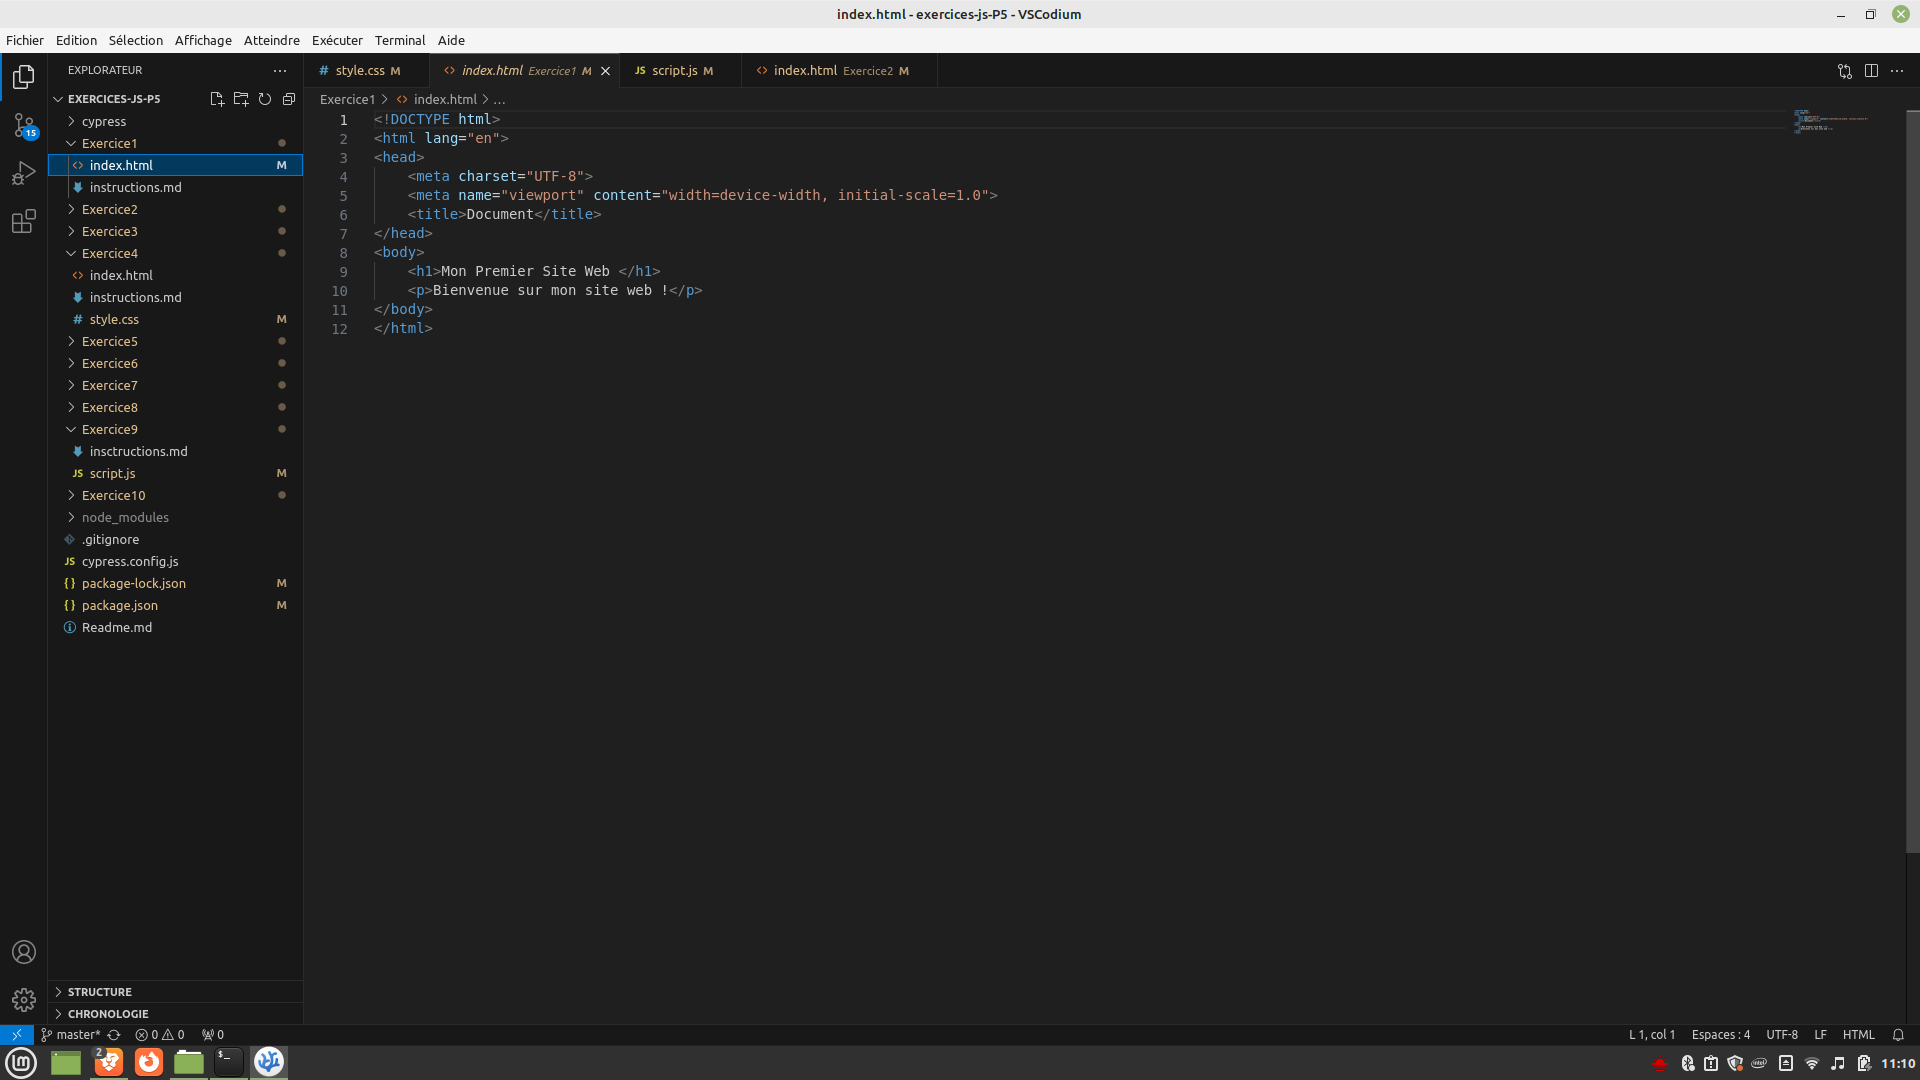 index.html - exercices-js-P5 - VSCodium
Fichier Edition Sélection Affichage Atteindre Exécuter Terminal Aide
EXPLORATEUR
EXERCICES-JS-P5
cypress
Exercice1
index.html M
instructions.md
Exercice2
Exercice3
Exercice4
index.html
instructions.md
# style.css M
Exercice5
Exercice6
Exercice7
Exercice8
Exercice9
insctructions.md
JS script.js M
Exercice10
node_modules
.gitignore
JS cypress.config.js
{} package-lock.json M
{} package.json M
Readme.md
STRUCTURE
CHRONOLOGIE
15
# style.css M
<> index.html Exercice1 M
JS script.js M
<> index.html Exercice2 M
Exercice1 > <> index.html > ...
1 <!DOCTYPE html>
2 <html lang="en">
3 <head>
4 <meta charset="UTF-8">
5 <meta name="viewport" content="width=device-width, initial-scale=1.0">
6 <title>Document</title>
7 </head>
8 <body>
9 <h1>Mon Premier Site Web </h1>
10 <p>Bienvenue sur mon site web !</p>
11 </body>
12 </html>
master* 0 0 0
L 1, col 1 Espaces : 4 UTF-8 LF HTML
lm 2 $_ 11:10